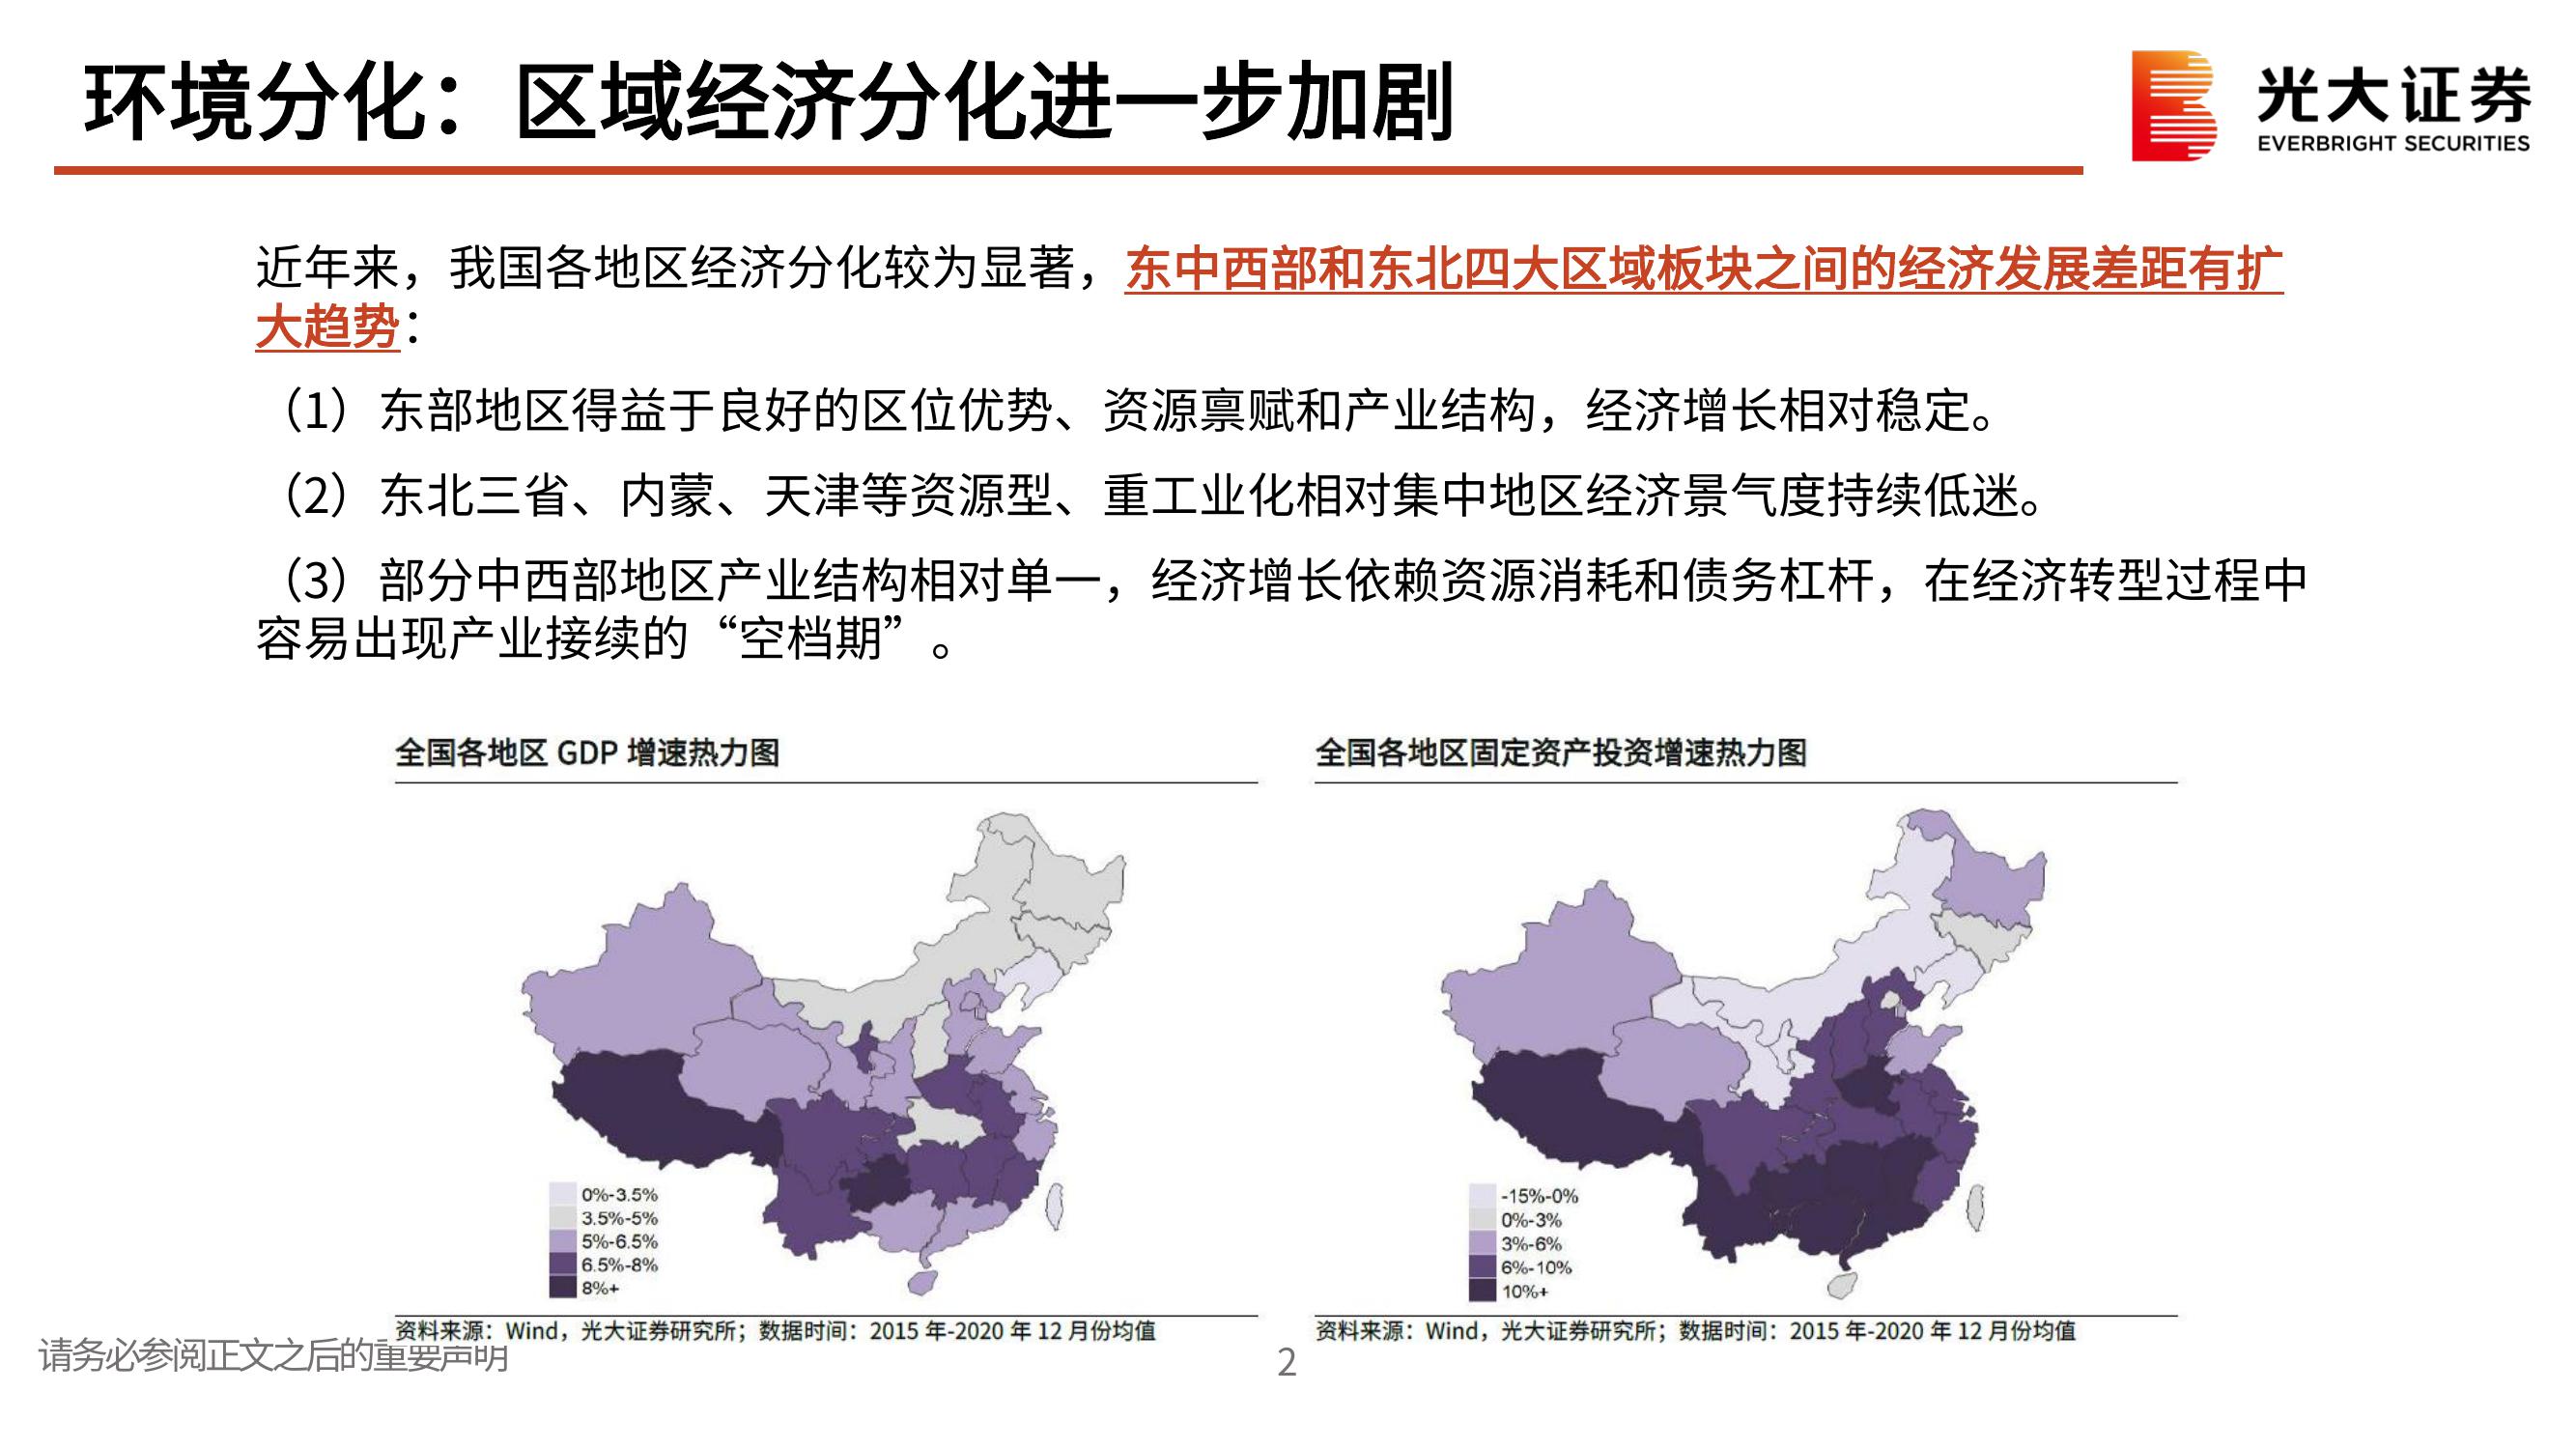 环境分化：区域经济分化进一步加剧
光大证券
EVERBRIGHT SECURITIES
近年来，我国各地区经济分化较为显著，东中西部和东北四大区域板块之间的经济发展差距有扩
大趋势：
（1）东部地区得益于良好的区位优势、资源禀赋和产业结构，经济增长相对稳定。
（2）东北三省、内蒙、天津等资源型、重工业化相对集中地区经济景气度持续低迷。
（3）部分中西部地区产业结构相对单一，经济增长依赖资源消耗和债务杠杆，在经济转型过程中
容易出现产业接续的“空档期”。
全国各地区 GDP 增速热力图
0%-3.5%
3.5%-5%
5%-6.5%
6.5%-8%
8%+
资料来源：Wind，光大证券研究所；数据时间：2015 年-2020 年 12 月份均值
全国各地区固定资产投资增速热力图
-15%-0%
0%-3%
3%-6%
6%-10%
10%+
资料来源：Wind，光大证券研究所；数据时间：2015 年-2020 年 12 月份均值
请务必参阅正文之后的重要声明
2